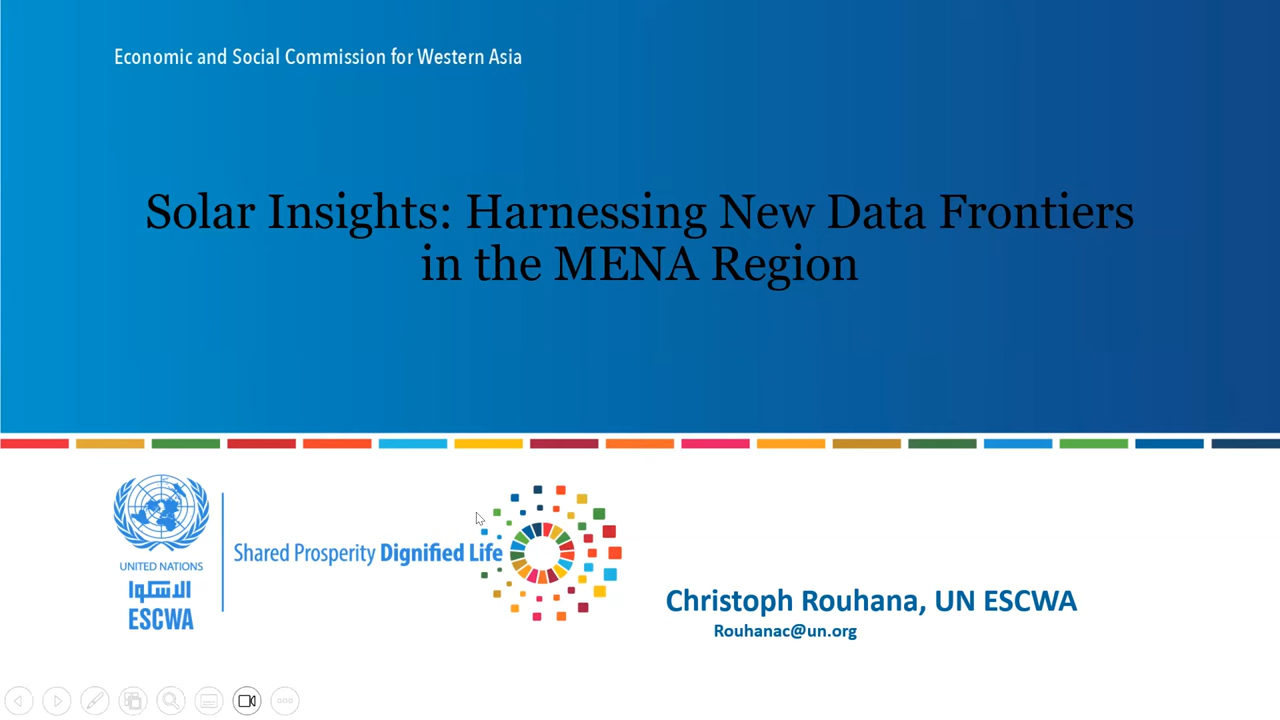 Economic and Social Commission for Western Asia
Solar Insights: Harnessing New Data Frontiers
in the MENA Region
UNITED NATIONS
الاسكوا
ESCWA
Shared Prosperity Dignified Life
Christoph Rouhana, UN ESCWA
Rouhanac@un.org